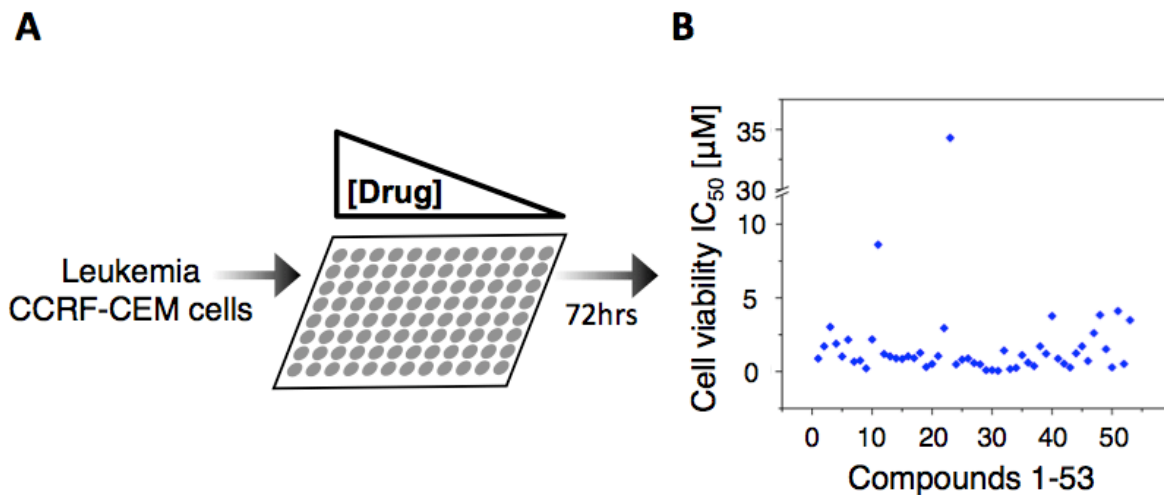 A
B
[Drug]
Leukemia
CCRF-CEM cells
72hrs
Cell viability IC50 [µM]
35
30
10
5
0
0 10 20 30 40 50
Compounds 1-53